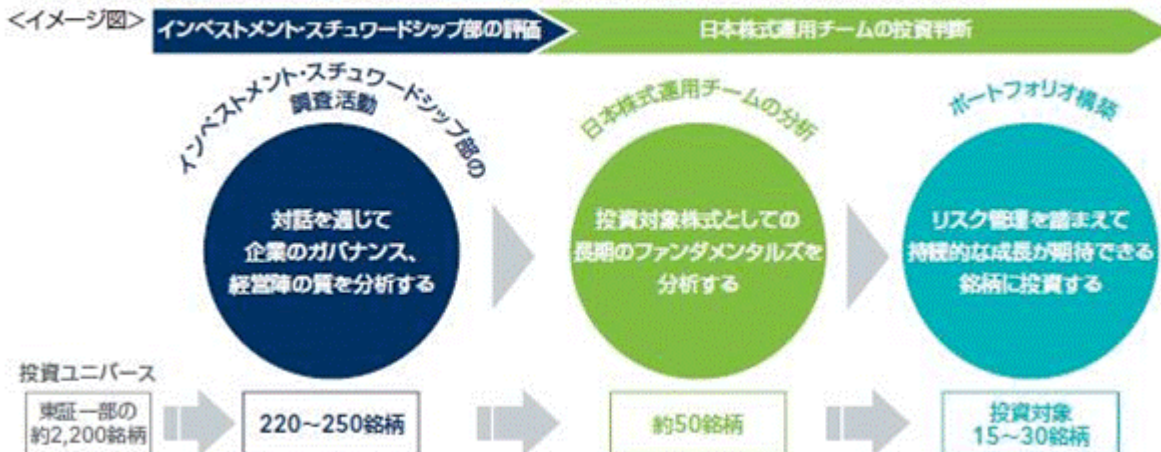 <イメージ図>
インベストメント・スチュワードシップ部の評価
日本株式運用チームの投資判断
インベストメント・スチュワードシップ部の
調査活動
日本株式運用チームの分析
ポートフォリオ構築
対話を通じて
企業のガバナンス、
経営陣の質を分析する
投資対象株式としての
長期のファンダメンタルズを
分析する
リスク管理を踏まえて
持続的な成長が期待できる
銘柄に投資する
投資ユニバース
東証一部の
約2,200銘柄
220～250銘柄
約50銘柄
投資対象
15～30銘柄